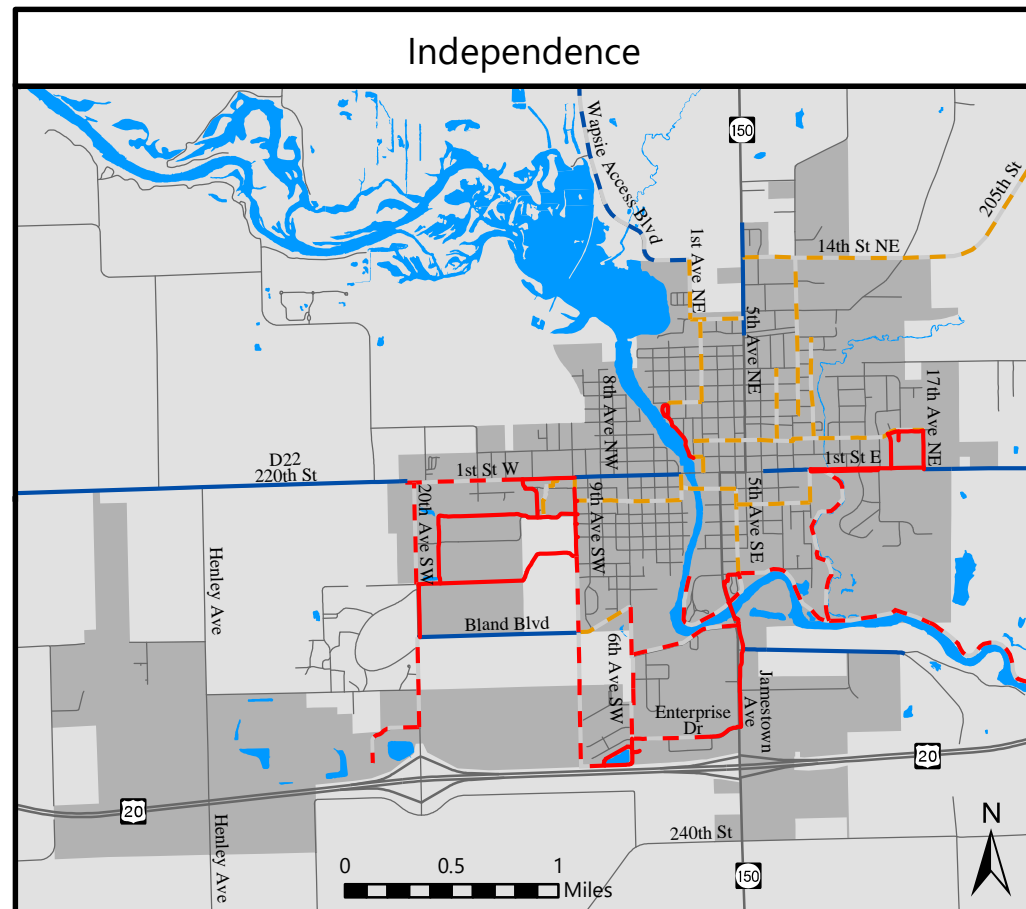 Independence
150
Wapsie Access Blvd
205th St
1st Ave NE
14th St NE
5th Ave NE
8th Ave NW
17th Ave NE
D22
220th St
1st St W
1st St E
20th Ave SW
9th Ave SW
5th Ave SE
Henley Ave
Bland Blvd
6th Ave SW
Jamestown
Ave
Enterprise
Dr
20
20
Henley Ave
240th St
N
0 0.5 1
Miles
150